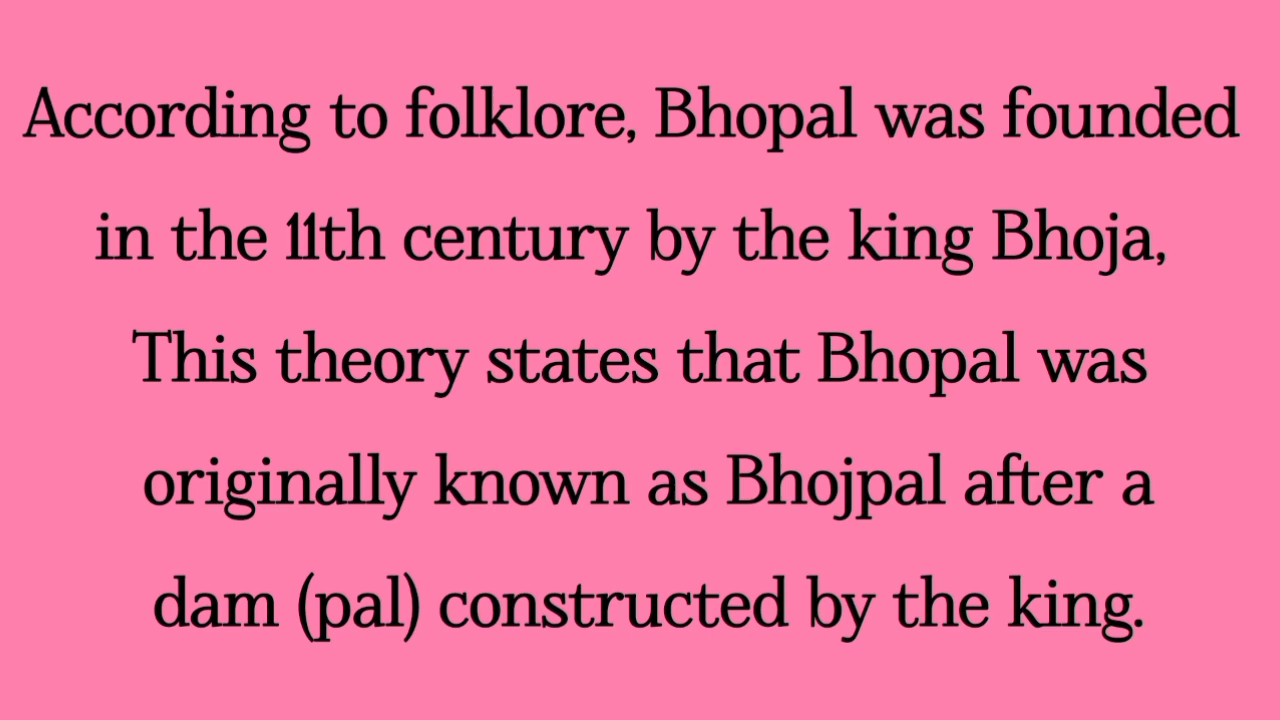 According to folklore, Bhopal was founded
in the 11th century by the king Bhoja,
This theory states that Bhopal was
originally known as Bhojpal after a
dam (pal) constructed by the king.